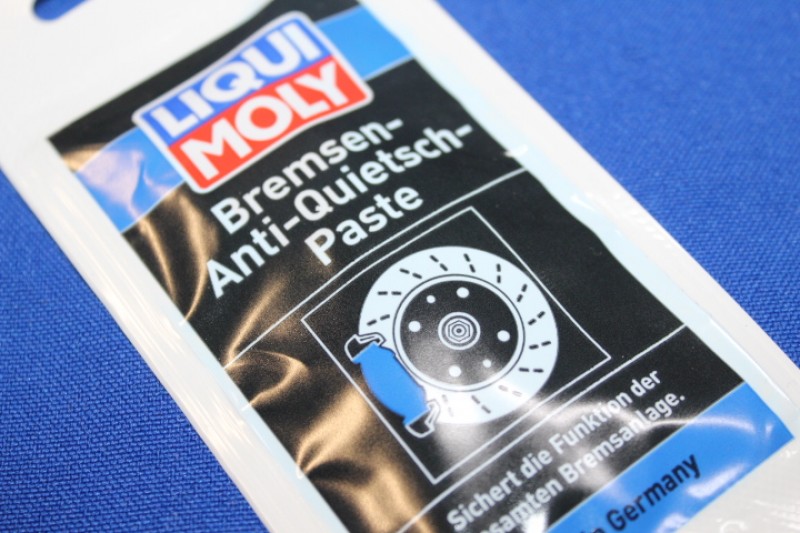 LIQUI
MOLY
Bremsen-
Anti-Quietsch-
Paste
Sichert die Funktion der
Bremsanlage.
Germany